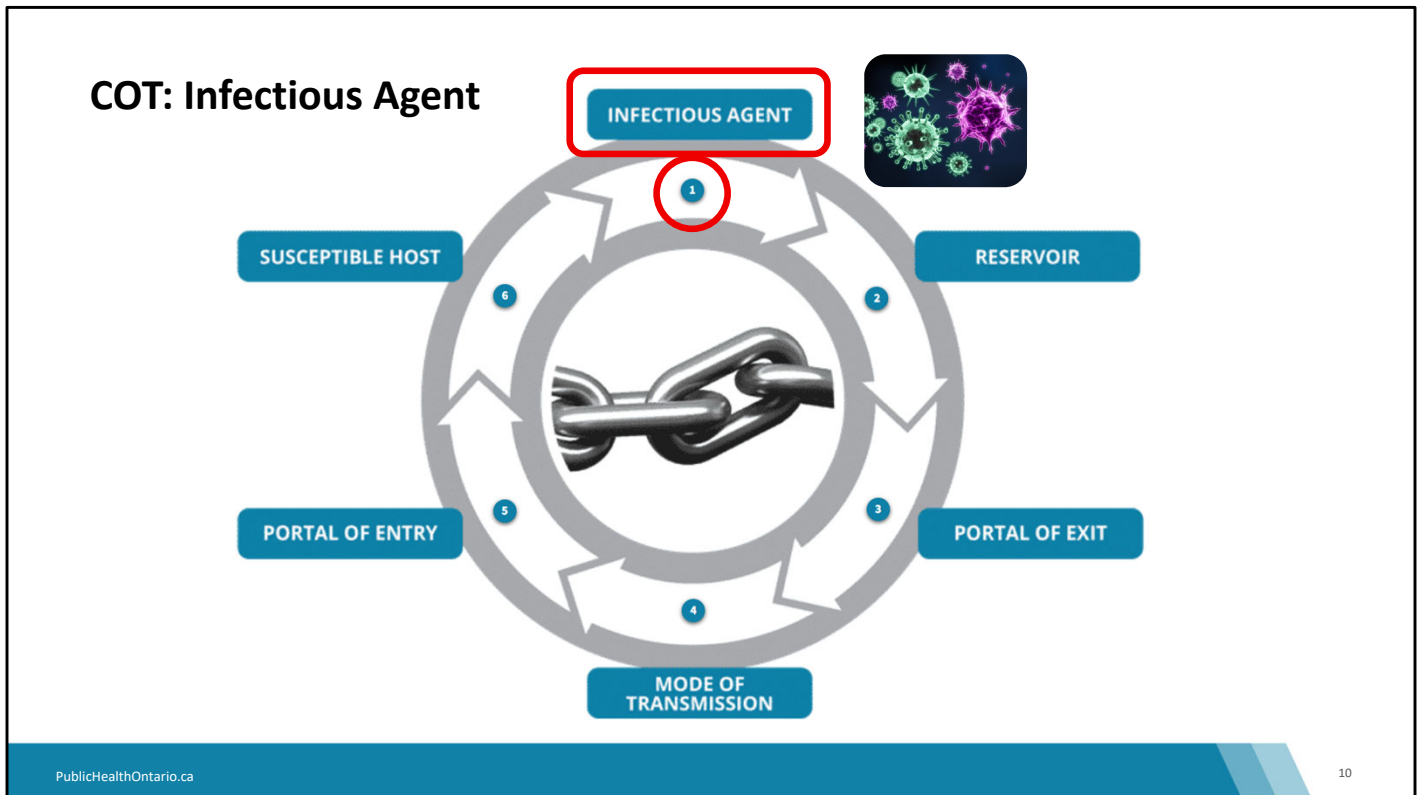 COT: Infectious Agent
INFECTIOUS AGENT
1
SUSCEPTIBLE HOST
RESERVOIR
6
2
PORTAL OF ENTRY
5
3
PORTAL OF EXIT
4
MODE OF
TRANSMISSION
PublicHealthOntario.ca
10